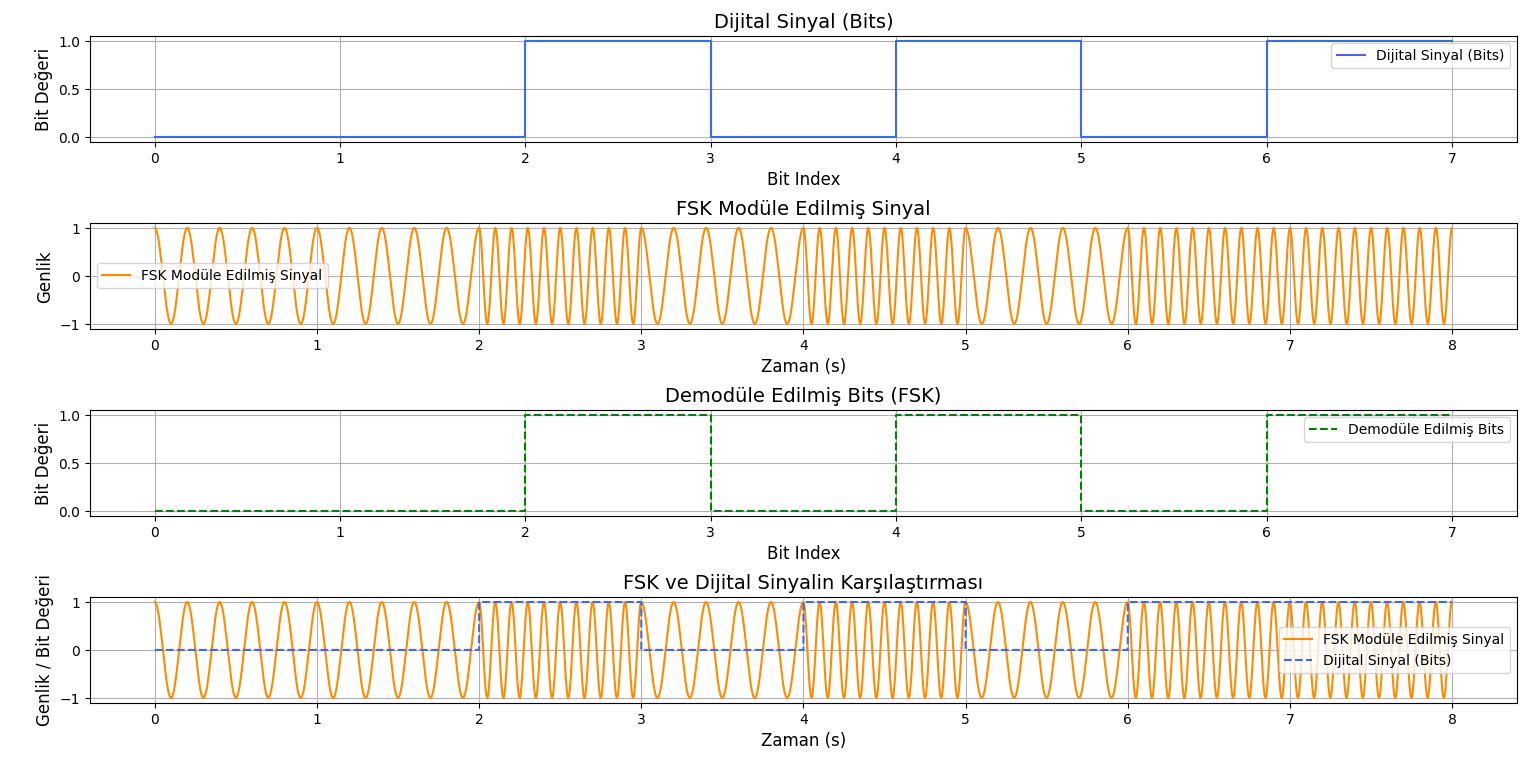 Dijital Sinyal (Bits)
Bit Değeri
1.0
0.5
0.0
Dijital Sinyal (Bits)
0 1 2 3 4 5 6 7
Bit Index
FSK Modüle Edilmiş Sinyal
Genlik
1
0
−1
FSK Modüle Edilmiş Sinyal
0 1 2 3 4 5 6 7 8
Zaman (s)
Demodüle Edilmiş Bits (FSK)
Bit Değeri
1.0
0.5
0.0
Demodüle Edilmiş Bits
0 1 2 3 4 5 6 7
Bit Index
FSK ve Dijital Sinyalin Karşılaştırması
Genlik / Bit Değeri
1
0
−1
FSK Modüle Edilmiş Sinyal
Dijital Sinyal (Bits)
0 1 2 3 4 5 6 7 8
Zaman (s)